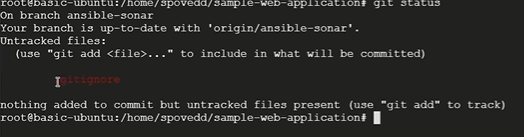 root@basic-ubuntu:/home/spovedd/sample-web-application# git status
On branch ansible-sonar
Your branch is up-to-date with 'origin/ansible-sonar'.
Untracked files:
(use "git add <file>..." to include in what will be committed)
gitignore
nothing added to commit but untracked files present (use "git add" to track)
root@basic-ubuntu:/home/spovedd/sample-web-application#